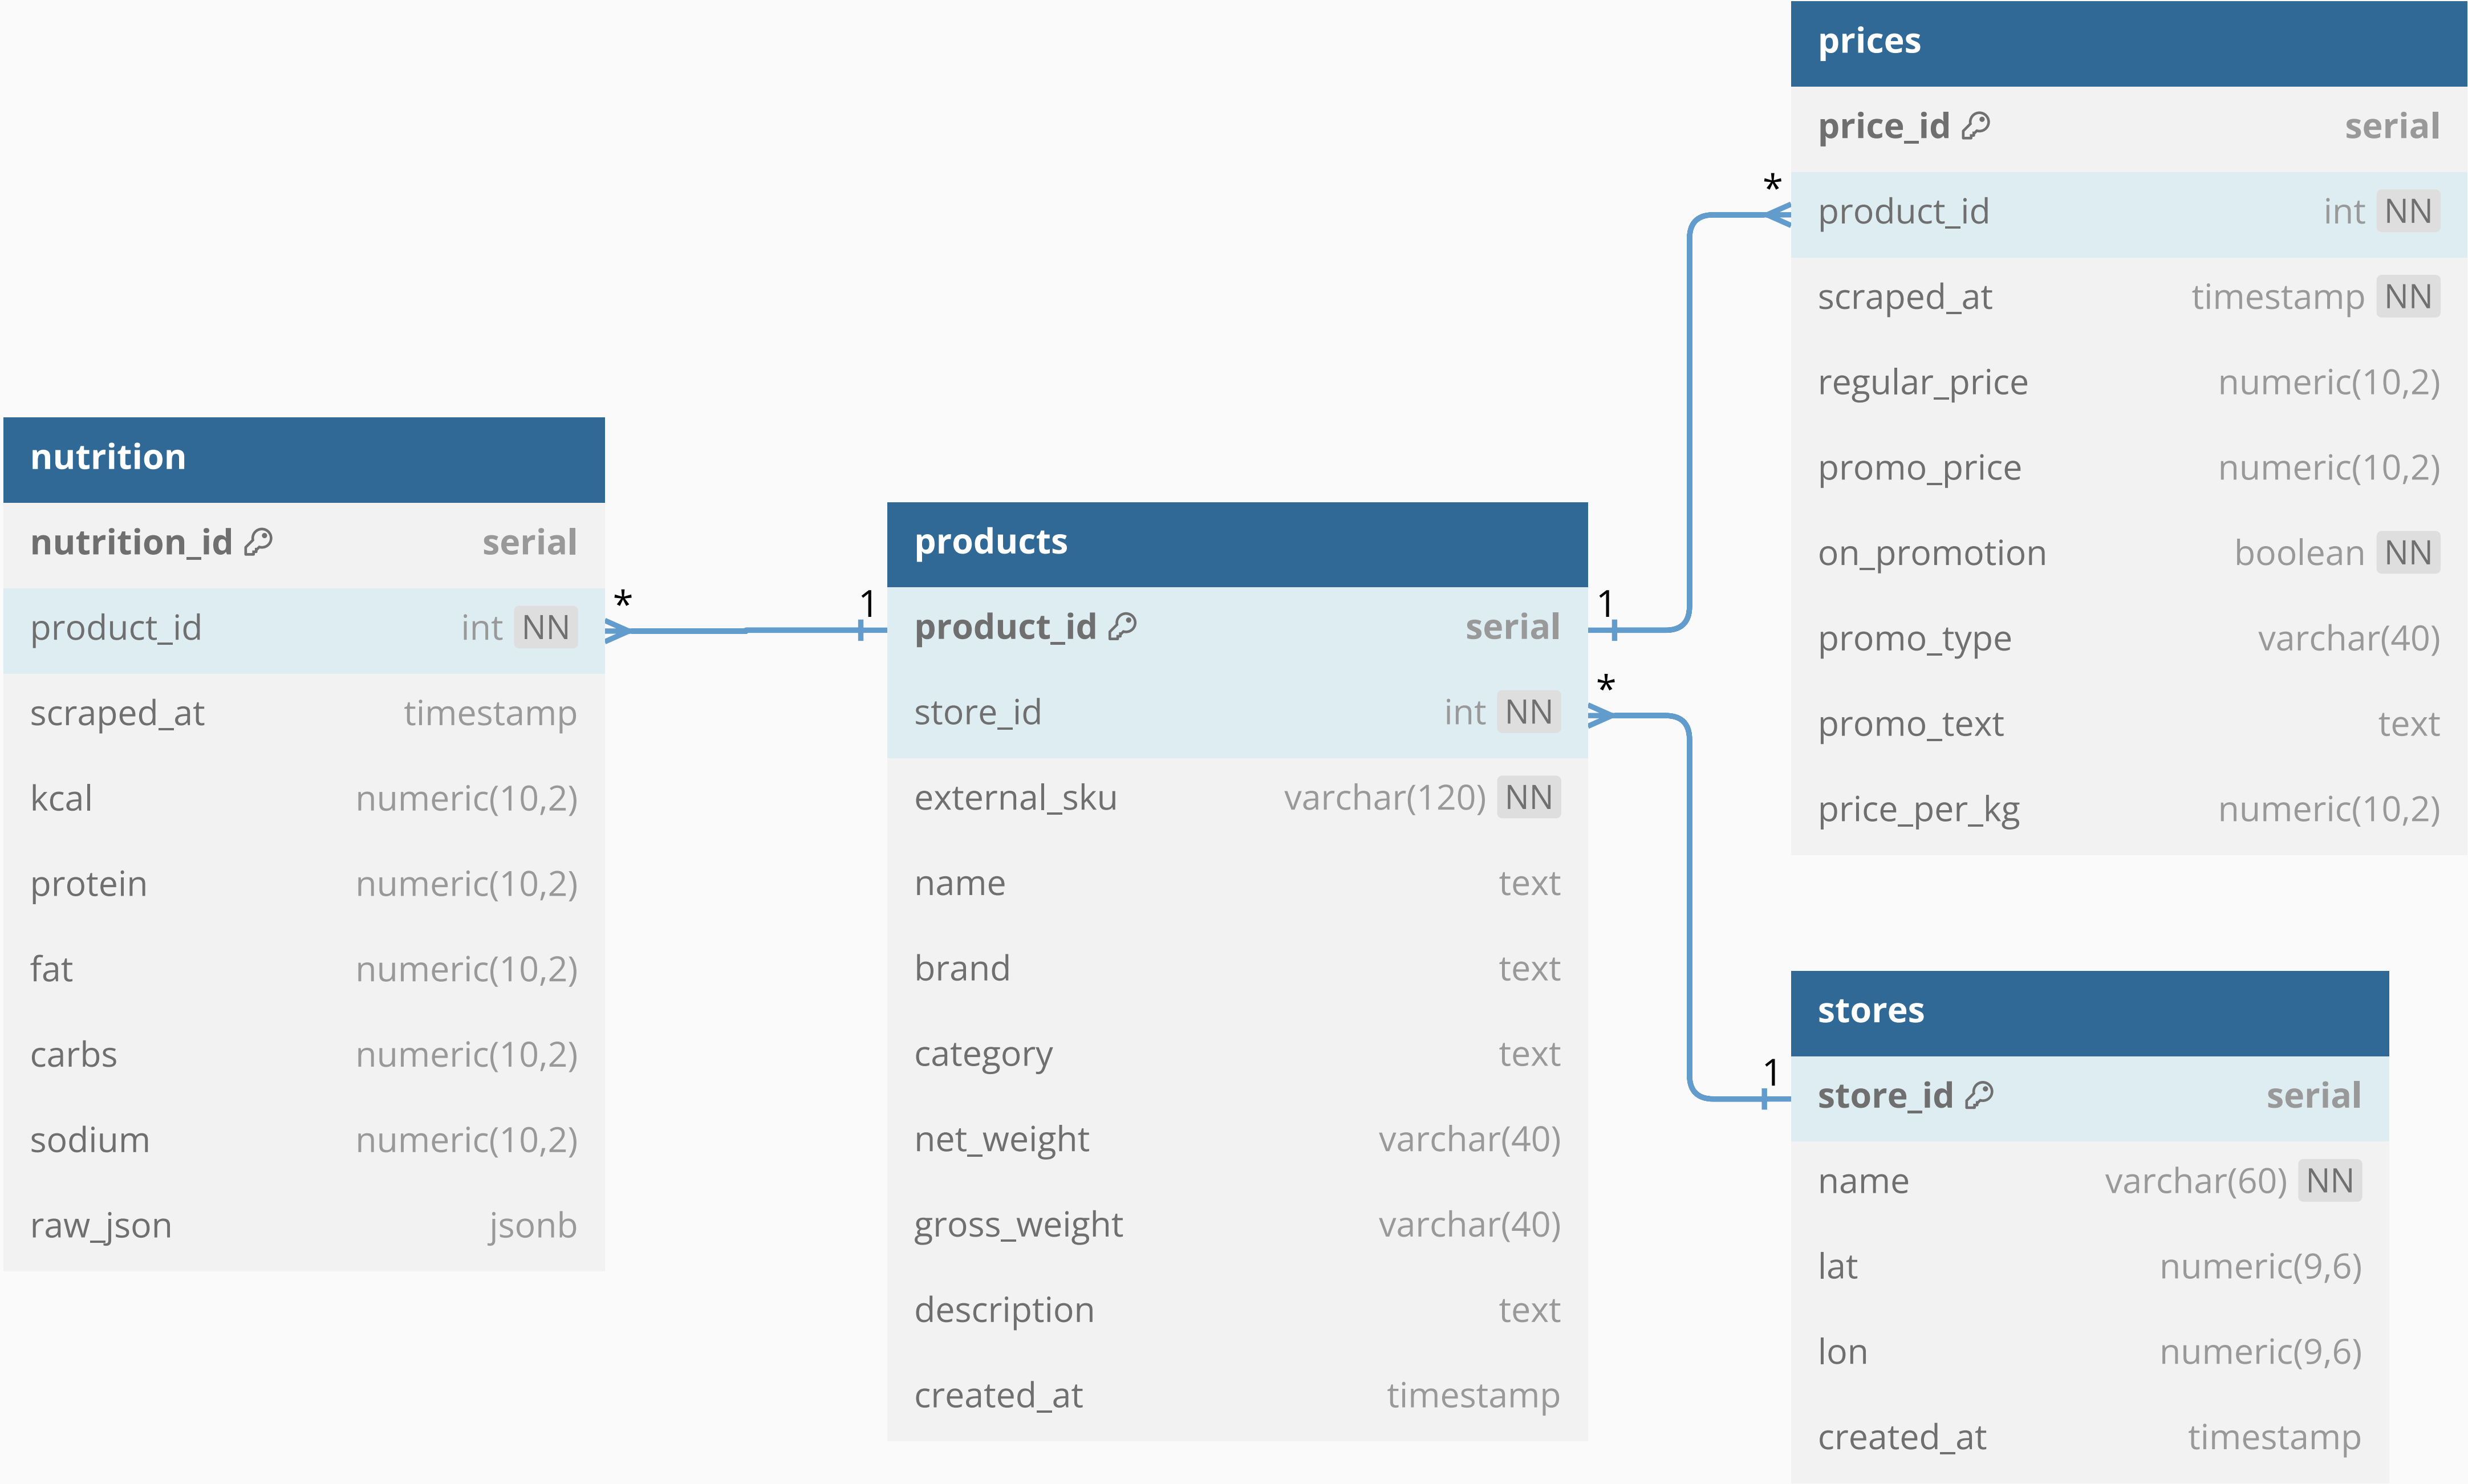 nutrition
nutrition_id serial
product_id int NN
scraped_at timestamp
kcal numeric(10,2)
protein numeric(10,2)
fat numeric(10,2)
carbs numeric(10,2)
sodium numeric(10,2)
raw_json jsonb
* 1
products
product_id serial
store_id int NN
external_sku varchar(120) NN
name text
brand text
category text
net_weight varchar(40)
gross_weight varchar(40)
description text
created_at timestamp
1 *
prices
price_id serial
product_id int NN
scraped_at timestamp NN
regular_price numeric(10,2)
promo_price numeric(10,2)
on_promotion boolean NN
promo_type varchar(40)
promo_text text
price_per_kg numeric(10,2)
* 1
stores
store_id serial
name varchar(60) NN
lat numeric(9,6)
lon numeric(9,6)
created_at timestamp